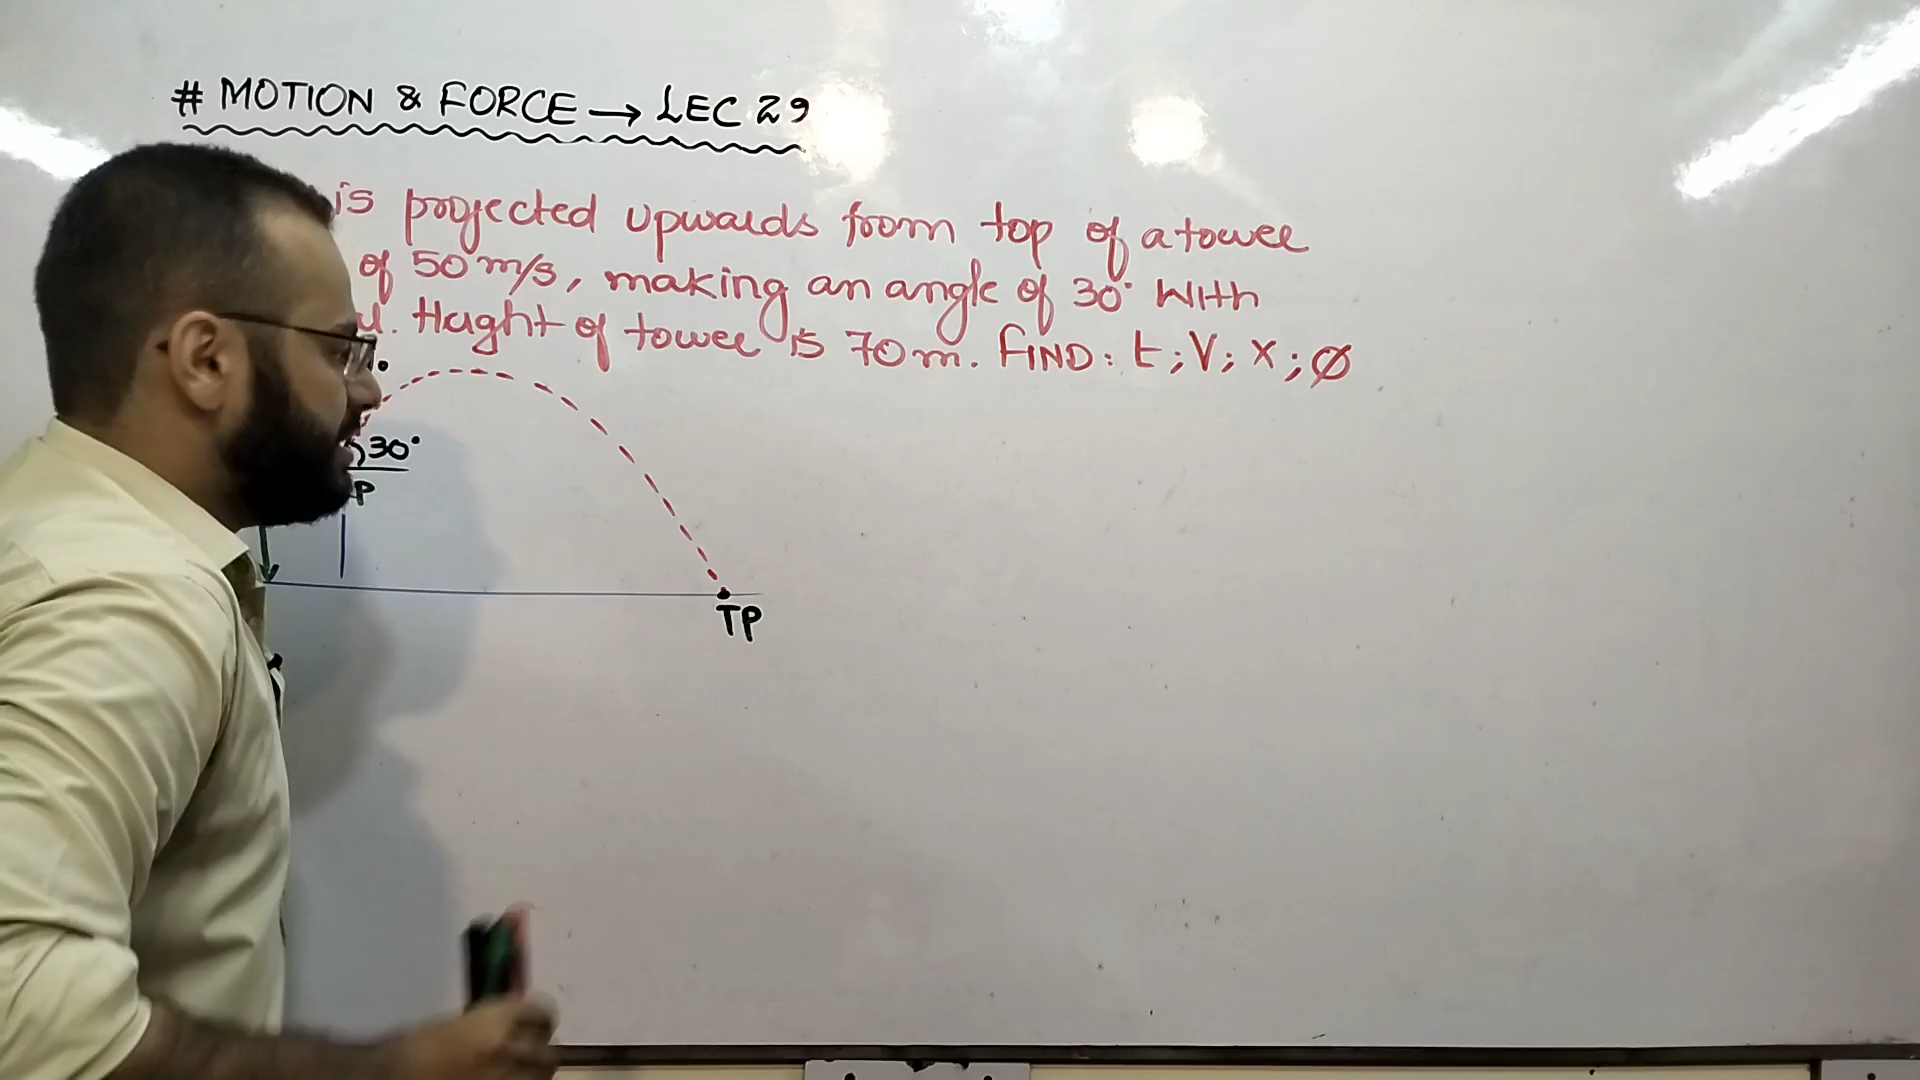 # MOTION & FORCE → LEC 29
is projected upwards from top of a tower
of 50 m/s, making an angle of 30° with
Height of tower is 70 m. FIND: t; V; X; Ø
30°
P
TP